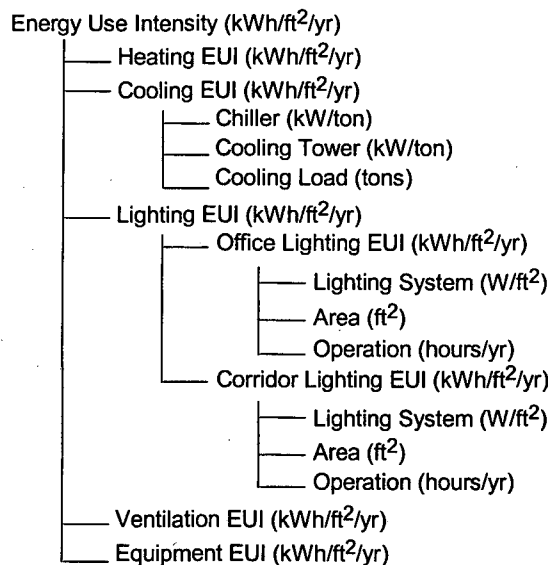 Energy Use Intensity (kWh/ft²/yr)
Heating EUI (kWh/ft²/yr)
Cooling EUI (kWh/ft²/yr)
Chiller (kW/ton)
Cooling Tower (kW/ton)
Cooling Load (tons)
Lighting EUI (kWh/ft²/yr)
Office Lighting EUI (kWh/ft²/yr)
Lighting System (W/ft²)
Area (ft²)
Operation (hours/yr)
Corridor Lighting EUI (kWh/ft²/yr)
Lighting System (W/ft²)
Area (ft²)
Operation (hours/yr)
Ventilation EUI (kWh/ft²/yr)
Equipment EUI (kWh/ft²/yr)